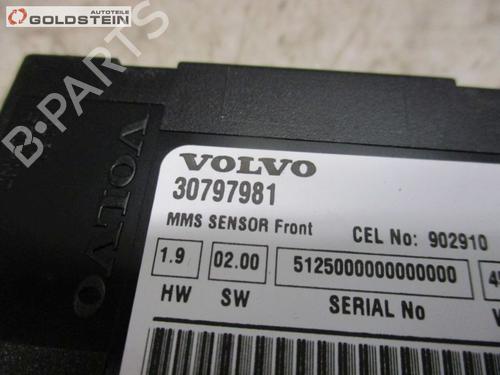 AUTOTEILE
GOLDSTEIN
B-PARTS
VOLVO
VOLVO
30797981
MMS SENSOR Front CEL No: 902910
1.9 02.00 5125000000000000
HW SW SERIAL No